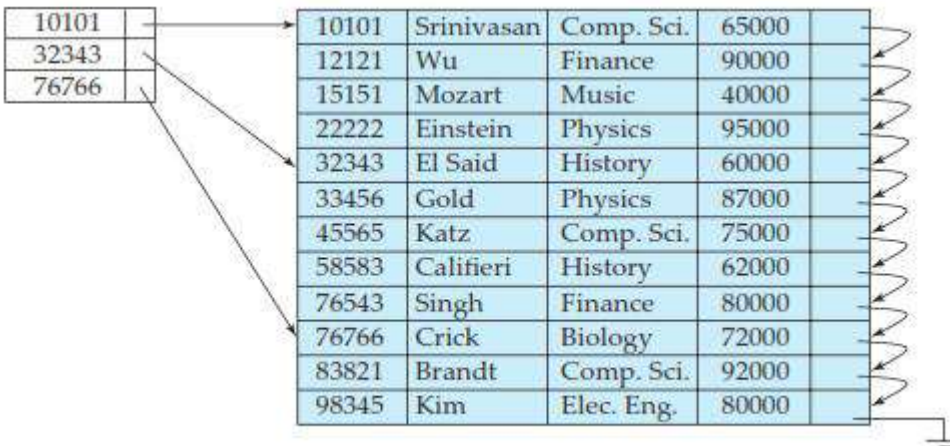 10101
32343
76766
10101 Srinivasan Comp. Sci. 65000
12121 Wu Finance 90000
15151 Mozart Music 40000
22222 Einstein Physics 95000
32343 El Said History 60000
33456 Gold Physics 87000
45565 Katz Comp. Sci. 75000
58583 Califieri History 62000
76543 Singh Finance 80000
76766 Crick Biology 72000
83821 Brandt Comp. Sci. 92000
98345 Kim Elec. Eng. 80000